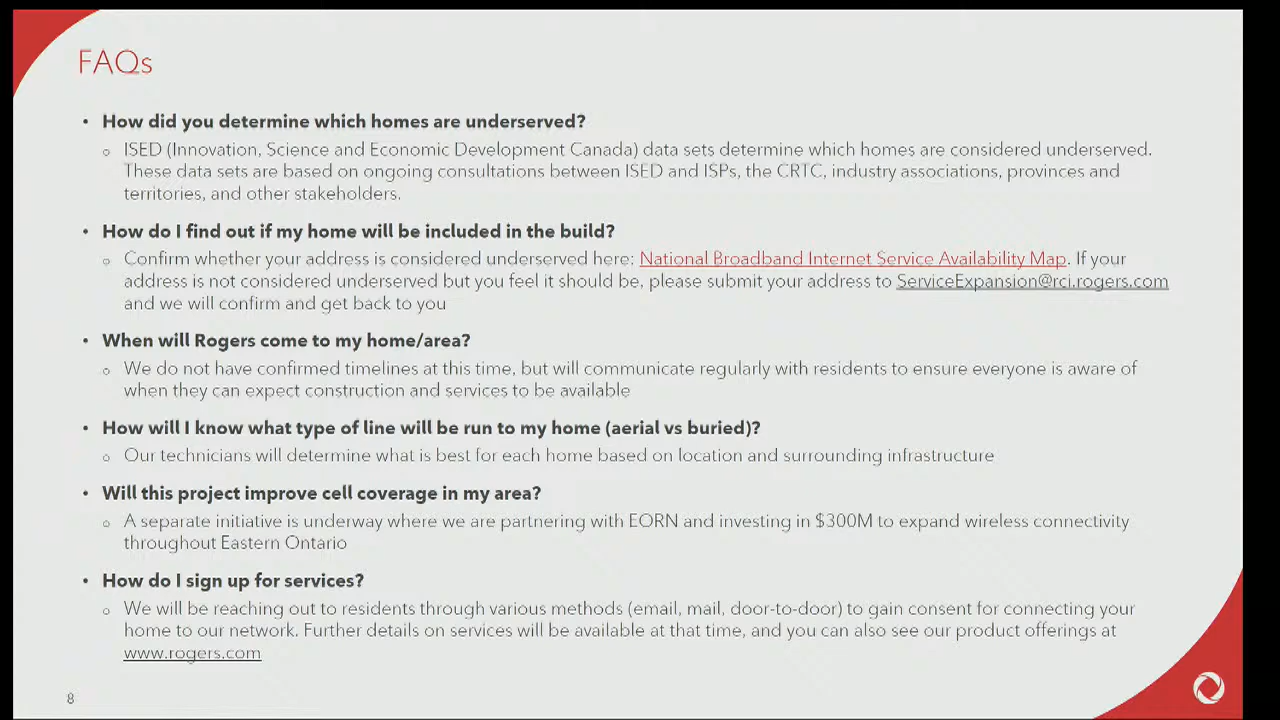 FAQs
• How did you determine which homes are underserved?
o ISED (Innovation, Science and Economic Development Canada) data sets determine which homes are considered underserved.
These data sets are based on ongoing consultations between ISED and ISPs, the CRTC, industry associations, provinces and
territories, and other stakeholders.
• How do I find out if my home will be included in the build?
o Confirm whether your address is considered underserved here: National Broadband Internet Service Availability Map. If your
address is not considered underserved but you feel it should be, please submit your address to ServiceExpansion@rci.rogers.com
and we will confirm and get back to you
• When will Rogers come to my home/area?
o We do not have confirmed timelines at this time, but will communicate regularly with residents to ensure everyone is aware of
when they can expect construction and services to be available
• How will I know what type of line will be run to my home (aerial vs buried)?
o Our technicians will determine what is best for each home based on location and surrounding infrastructure
• Will this project improve cell coverage in my area?
o A separate initiative is underway where we are partnering with EORN and investing in $300M to expand wireless connectivity
throughout Eastern Ontario
• How do I sign up for services?
o We will be reaching out to residents through various methods (email, mail, door-to-door) to gain consent for connecting your
home to our network. Further details on services will be available at that time, and you can also see our product offerings at
www.rogers.com
8